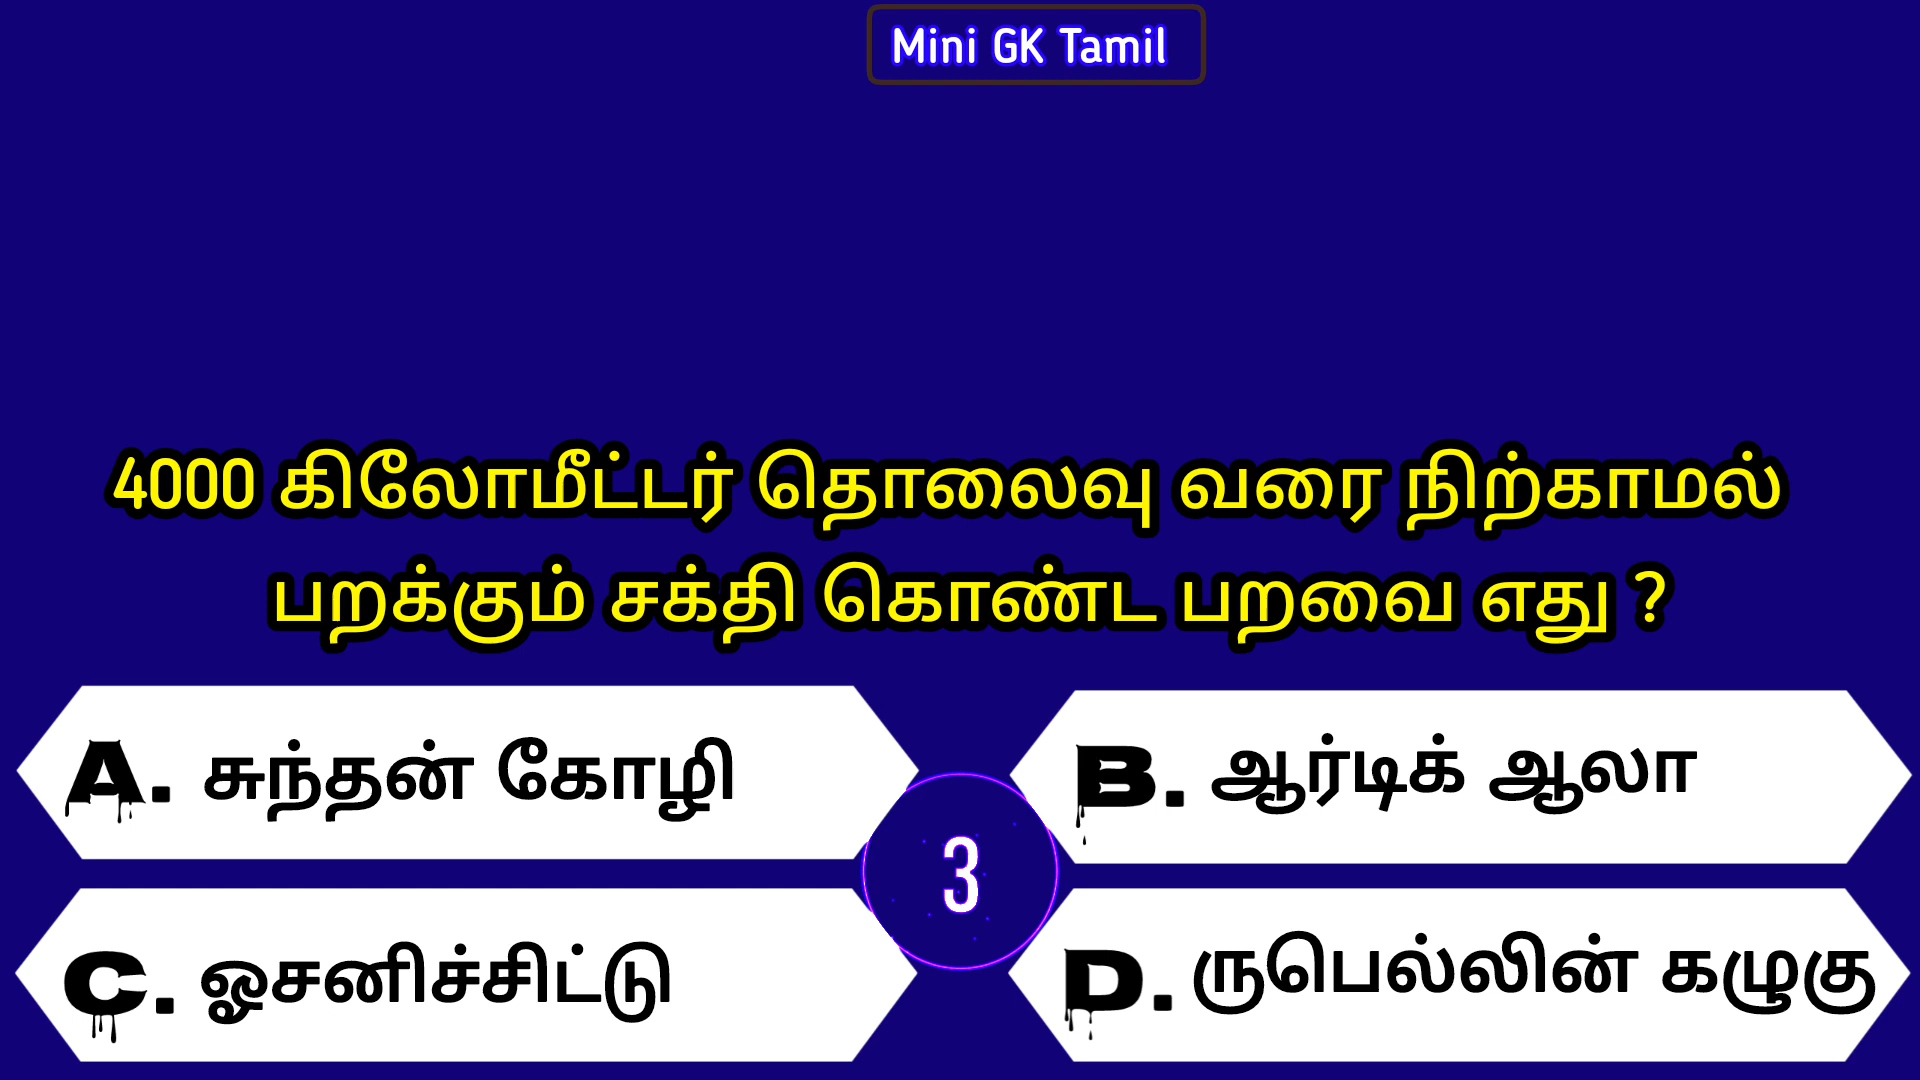 Mini GK Tamil
4000 கிலோமீட்டர் தொலைவு வரை நிற்காமல்
பறக்கும் சக்தி கொண்ட பறவை எது ?
A. சுந்தன் கோழி
B. ஆர்டிக் ஆலா
3
C. ஓசனிச்சிட்டு
D. ருபெல்லின் கழுகு